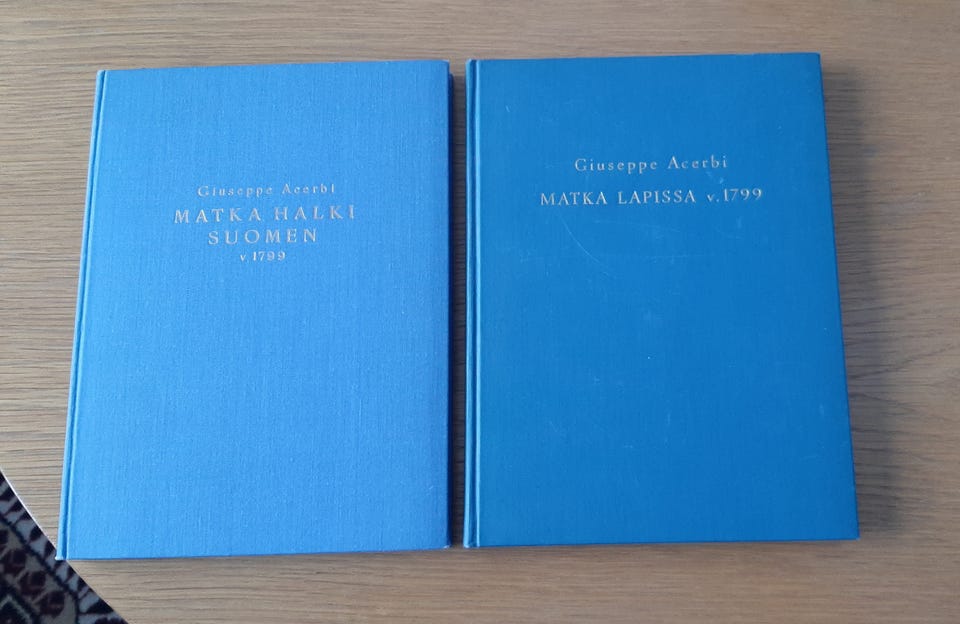 Giuseppe Acerbi
MATKA HALKI
SUOMEN
v 1799
Giuseppe Acerbi
MATKA LAPISSA v. 1799